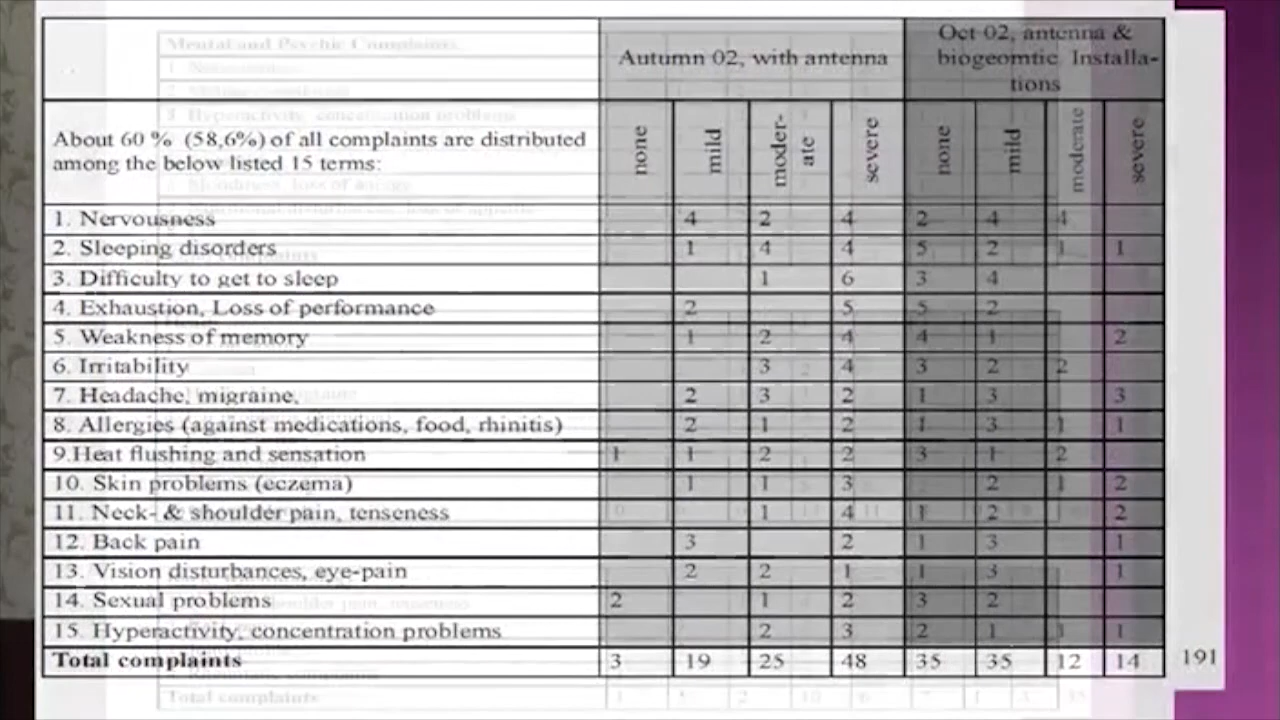 Autumn 02, with antenna
Oct 02, antenna &
biogeomtic Installa-
tions
About 60 % (58,6%) of all complaints are distributed
among the below listed 15 terms:
none mild moder-
ate severe none mild moderate severe
1. Nervousness 4 2 4 2 4 4
2. Sleeping disorders 1 4 4 5 2 1 1
3. Difficulty to get to sleep 1 6 3 4
4. Exhaustion, Loss of performance 2 5 5 2
5. Weakness of memory 1 2 4 4 1 2
6. Irritability 3 4 3 2 2
7. Headache, migraine, 2 3 2 1 3 3
8. Allergies (against medications, food, rhinitis) 2 1 2 1 3 1 1
9.Heat flushing and sensation 1 1 2 2 3 1 2
10. Skin problems (eczema) 1 1 3 2 1 2
11. Neck- & shoulder pain, tenseness 1 4 1 2 2
12. Back pain 3 2 1 3 1
13. Vision disturbances, eye-pain 2 2 1 1 3 1
14. Sexual problems 2 1 2 3 2
15. Hyperactivity, concentration problems 2 3 2 1 1 1
Total complaints 3 19 25 48 35 35 12 14
191
Mental and Psychic Complaints
Total complaints